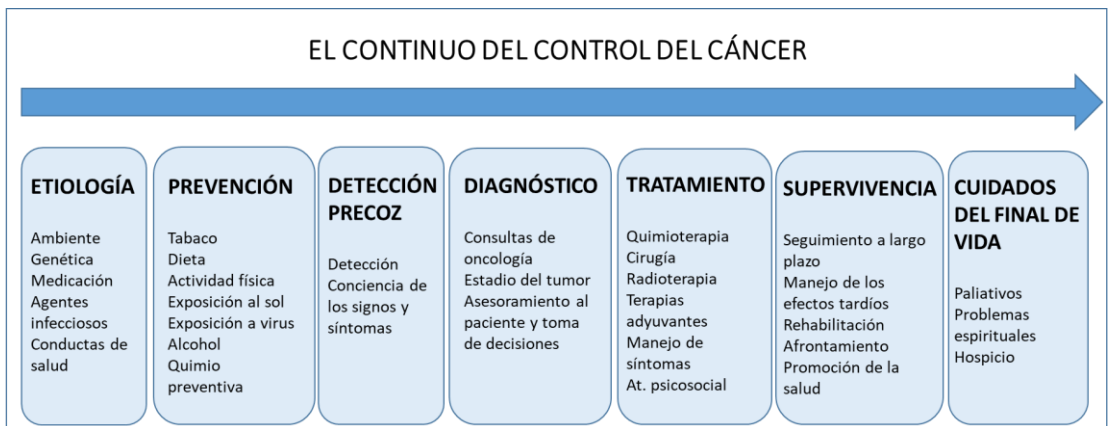 EL CONTINUO DEL CONTROL DEL CÁNCER
ETIOLOGÍA
Ambiente
Genética
Medicación
Agentes
infecciosos
Conductas de
salud
PREVENCIÓN
Tabaco
Dieta
Actividad física
Exposición al sol
Exposición a virus
Alcohol
Quimio
preventiva
DETECCIÓN
PRECOZ
Detección
Conciencia de
los signos y
síntomas
DIAGNÓSTICO
Consultas de
oncología
Estadio del tumor
Asesoramiento al
paciente y toma
de decisiones
TRATAMIENTO
Quimioterapia
Cirugía
Radioterapia
Terapias
adyuvantes
Manejo de
síntomas
At. psicosocial
SUPERVIVENCIA
Seguimiento a largo
plazo
Manejo de los
efectos tardíos
Rehabilitación
Afrontamiento
Promoción de la
salud
CUIDADOS
DEL FINAL DE
VIDA
Paliativos
Problemas
espirituales
Hospicio